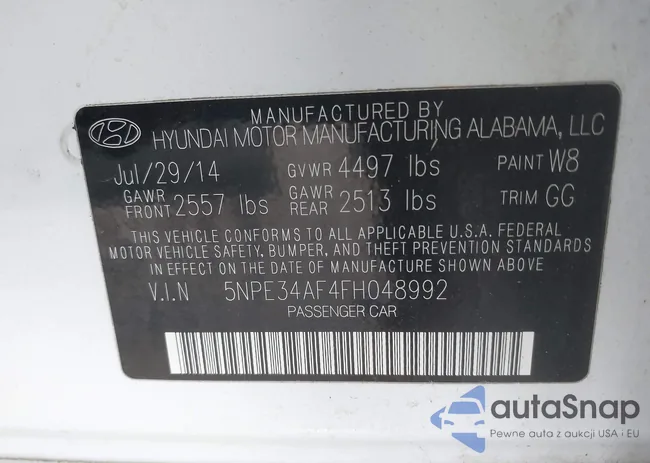 MANUFACTURED BY
HYUNDAI MOTOR MANUFACTURING ALABAMA, LLC
Jul/29/14 GVWR 4497 lbs PAINT W8
GAWR FRONT 2557 lbs GAWR REAR 2513 lbs TRIM GG
THIS VEHICLE CONFORMS TO ALL APPLICABLE U.S.A. FEDERAL
MOTOR VEHICLE SAFETY, BUMPER, AND THEFT PREVENTION STANDARDS
IN EFFECT ON THE DATE OF MANUFACTURE SHOWN ABOVE
V.I.N 5NPE34AF4FH048992
PASSENGER CAR
autaSnap
Pewne auta z aukcji USA i EU